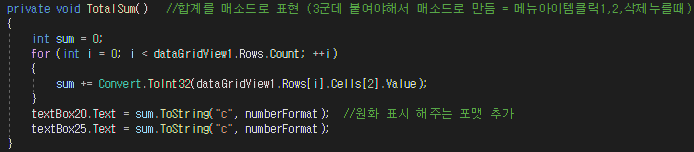 private void TotalSum()  //합계를 매소드로 표현 (3군데 붙여야해서 매소드로 만듬 = 메뉴아이템클릭1,2,삭제누를때)
{
    int sum = 0;
    for (int i = 0; i < dataGridView1.Rows.Count; ++i)
    {
        sum += Convert.ToInt32(dataGridView1.Rows[i].Cells[2].Value);
    }
    textBox20.Text = sum.ToString("c", numberFormat);  //원화 표시 해주는 포맷 추가
    textBox25.Text = sum.ToString("c", numberFormat);
}